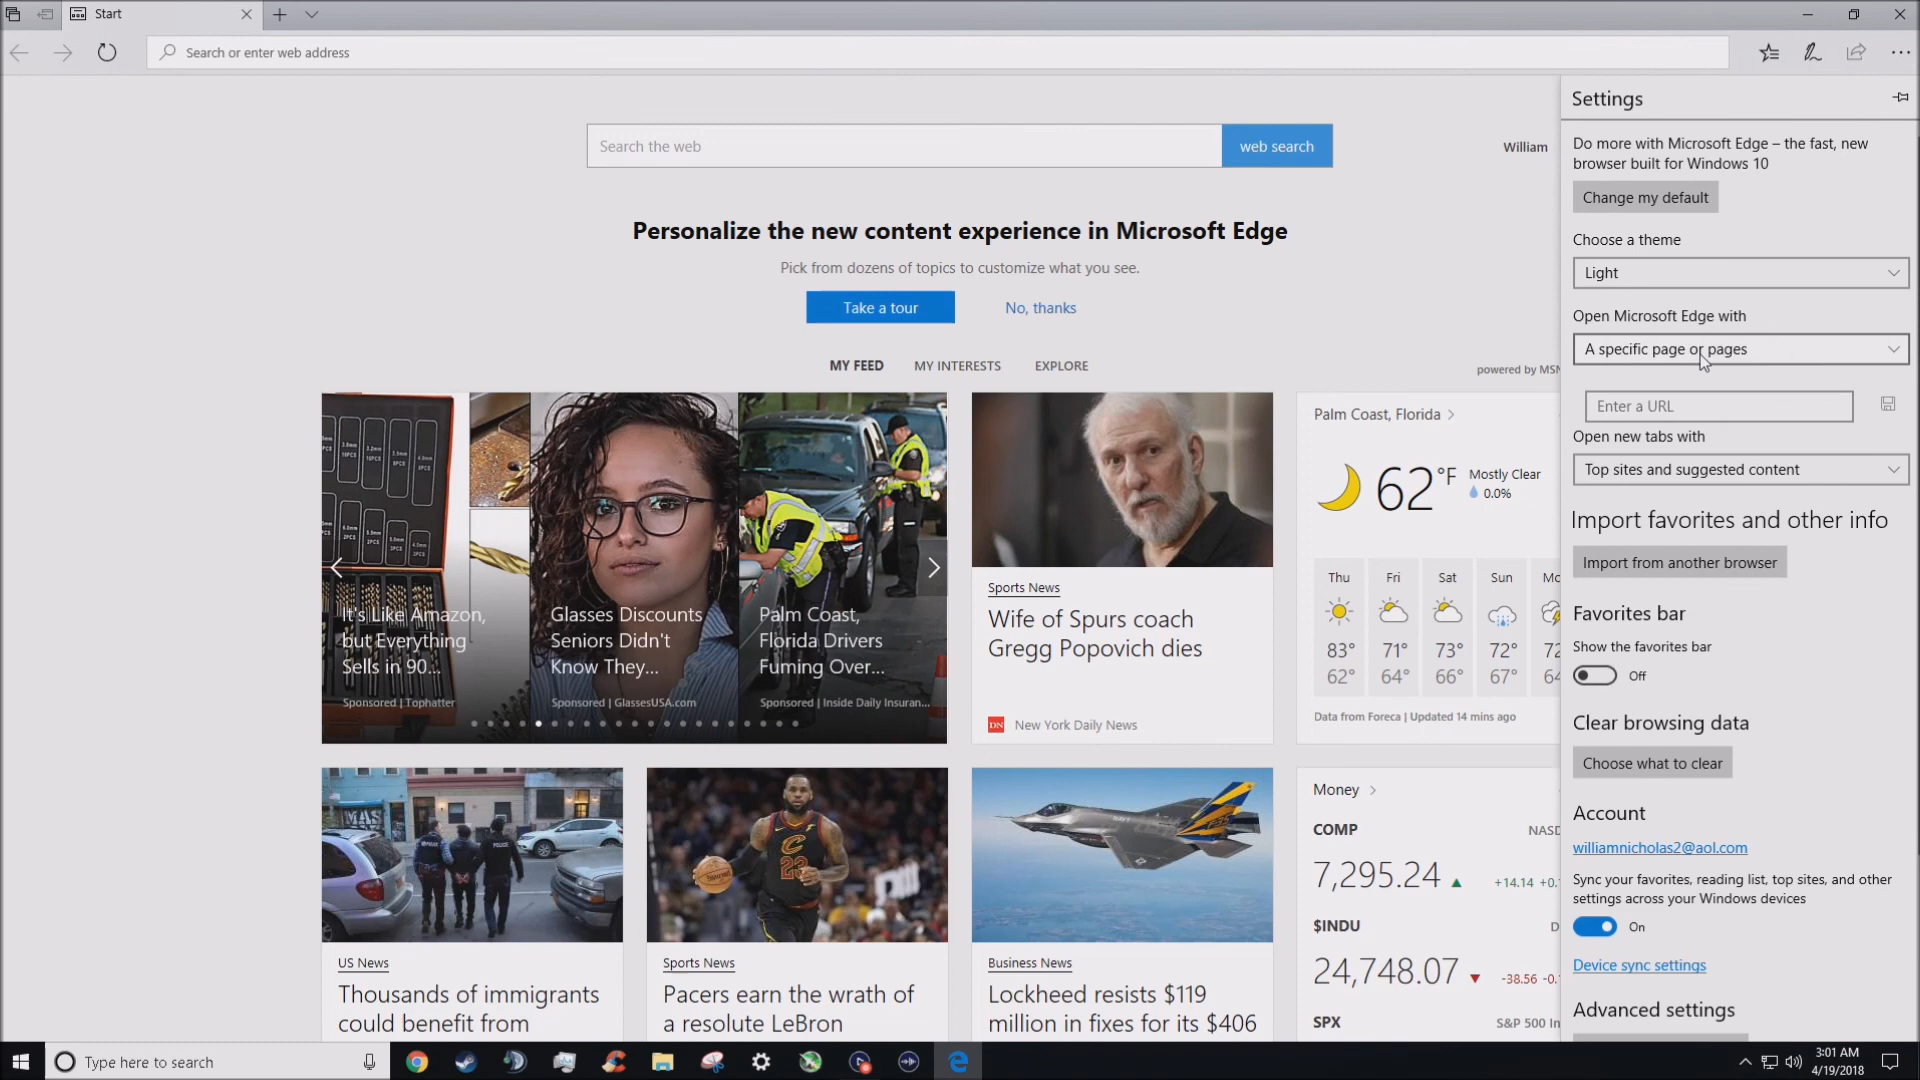 Start
Search or enter web address
Search the web
web search
William
Personalize the new content experience in Microsoft Edge
Pick from dozens of topics to customize what you see.
Take a tour
No, thanks
MY FEED
MY INTERESTS
EXPLORE
powered by MSN
It's Like Amazon,
but Everything
Sells in 90...
Sponsored | Tophatter
Glasses Discounts
Seniors Didn't
Know They...
Sponsored | GlassesUSA.com
Palm Coast,
Florida Drivers
Fuming Over...
Sponsored | Inside Daily Insuran...
Sports News
Wife of Spurs coach
Gregg Popovich dies
DN New York Daily News
Palm Coast, Florida
62 °F
Mostly Clear
0.0%
Thu Fri Sat Sun Mo
83° 71° 73° 72° 72
62° 64° 66° 67° 64
Data from Foreca | Updated 14 mins ago
POLICE
POLICE
US News
Thousands of immigrants
could benefit from
C
23
Sports News
Pacers earn the wrath of
a resolute LeBron
Business News
Lockheed resists $119
million in fixes for its $406
Money
COMP NASD
7,295.24 ▲ +14.14 +0.
$INDU D
24,748.07 ▼ -38.56 -0.
SPX S&P 500 In
Settings
Do more with Microsoft Edge – the fast, new
browser built for Windows 10
Change my default
Choose a theme
Light
Open Microsoft Edge with
A specific page or pages
Enter a URL
Open new tabs with
Top sites and suggested content
Import favorites and other info
Import from another browser
Favorites bar
Show the favorites bar
Off
Clear browsing data
Choose what to clear
Account
williamnicholas2@aol.com
Sync your favorites, reading list, top sites, and other
settings across your Windows devices
On
Device sync settings
Advanced settings
Type here to search
3:01 AM
4/19/2018